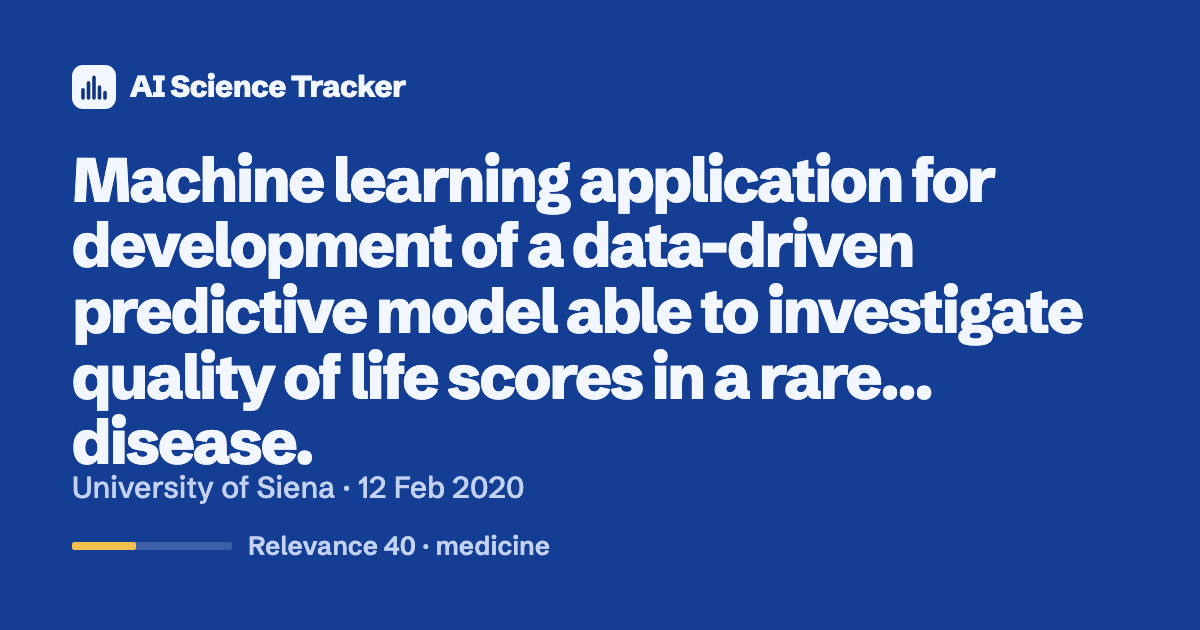 AI Science Tracker
Machine learning application for
development of a data-driven
predictive model able to investigate
quality of life scores in a rare…
disease.
University of Siena · 12 Feb 2020
Relevance 40 · medicine